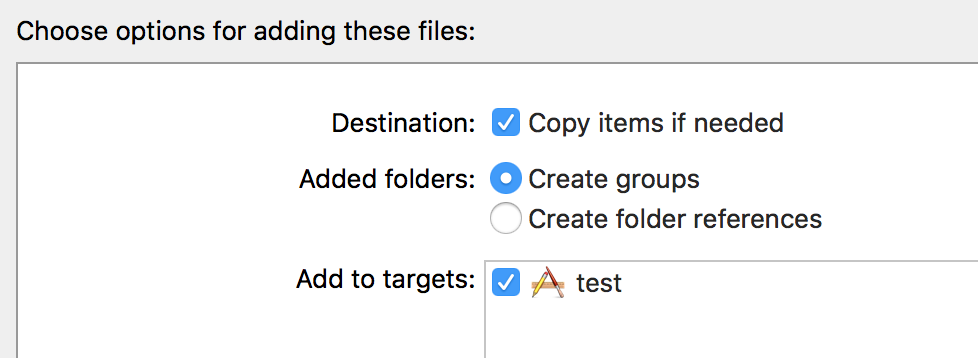 Choose options for adding these files:
Destination: Copy items if needed
Added folders: Create groups
Create folder references
Add to targets: test